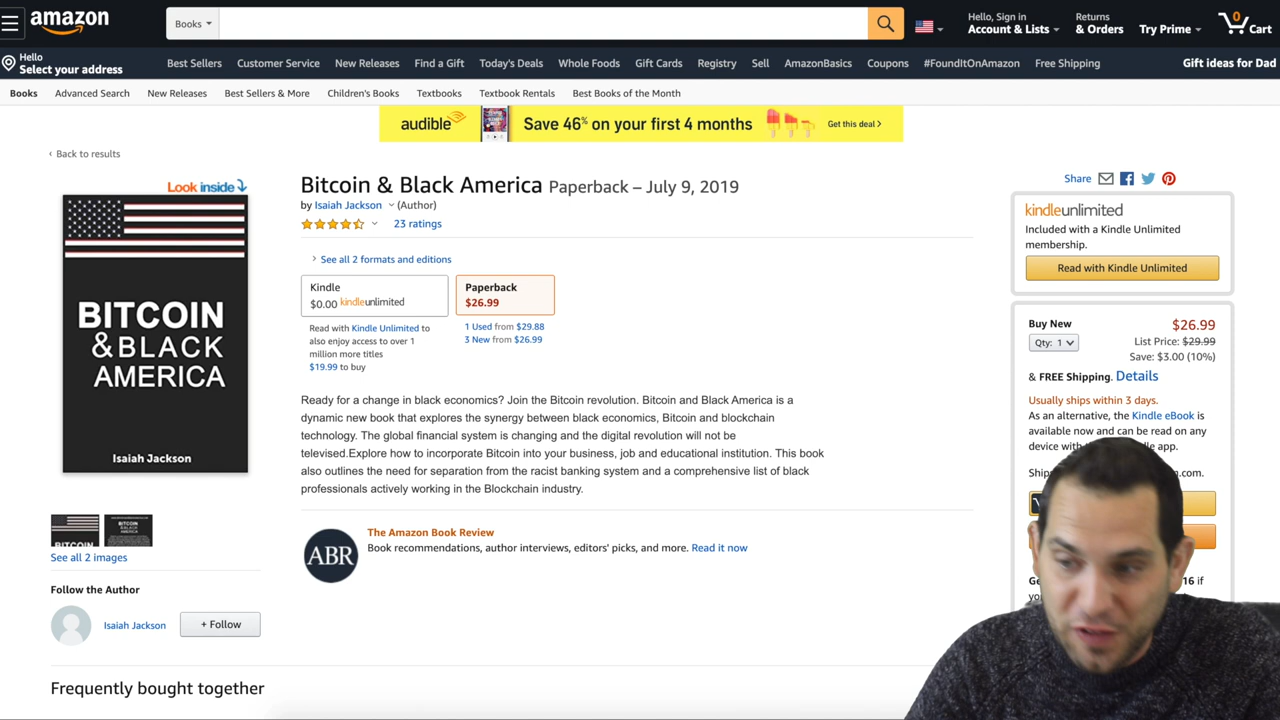 amazon
Books
Hello, Sign in
Account & Lists
Returns
& Orders
Try Prime
0
Cart
Hello
Select your address
Best Sellers
Customer Service
New Releases
Find a Gift
Today's Deals
Whole Foods
Gift Cards
Registry
Sell
AmazonBasics
Coupons
#FoundItOnAmazon
Free Shipping
Gift ideas for Dad
Books
Advanced Search
New Releases
Best Sellers & More
Children's Books
Textbooks
Textbook Rentals
Best Books of the Month
audible
Save 46% on your first 4 months
Get this deal >
‹ Back to results
Look inside
BITCOIN
& BLACK
AMERICA
Isaiah Jackson
BITCOIN
See all 2 images
Follow the Author
Isaiah Jackson
+ Follow
Bitcoin & Black America Paperback – July 9, 2019
by Isaiah Jackson (Author)
23 ratings
See all 2 formats and editions
Kindle
$0.00 kindleunlimited
Read with Kindle Unlimited to
also enjoy access to over 1
million more titles
$19.99 to buy
Paperback
$26.99
1 Used from $29.88
3 New from $26.99
Ready for a change in black economics? Join the Bitcoin revolution. Bitcoin and Black America is a
dynamic new book that explores the synergy between black economics, Bitcoin and blockchain
technology. The global financial system is changing and the digital revolution will not be
televised.Explore how to incorporate Bitcoin into your business, job and educational institution. This book
also outlines the need for separation from the racist banking system and a comprehensive list of black
professionals actively working in the Blockchain industry.
ABR
The Amazon Book Review
Book recommendations, author interviews, editors' picks, and more. Read it now
Share
kindleunlimited
Included with a Kindle Unlimited
membership.
Read with Kindle Unlimited
Buy New
$26.99
Qty: 1
List Price: $29.99
Save: $3.00 (10%)
& FREE Shipping. Details
Usually ships within 3 days.
As an alternative, the Kindle eBook is
available now and can be read on any
device with app.
16 if
Frequently bought together